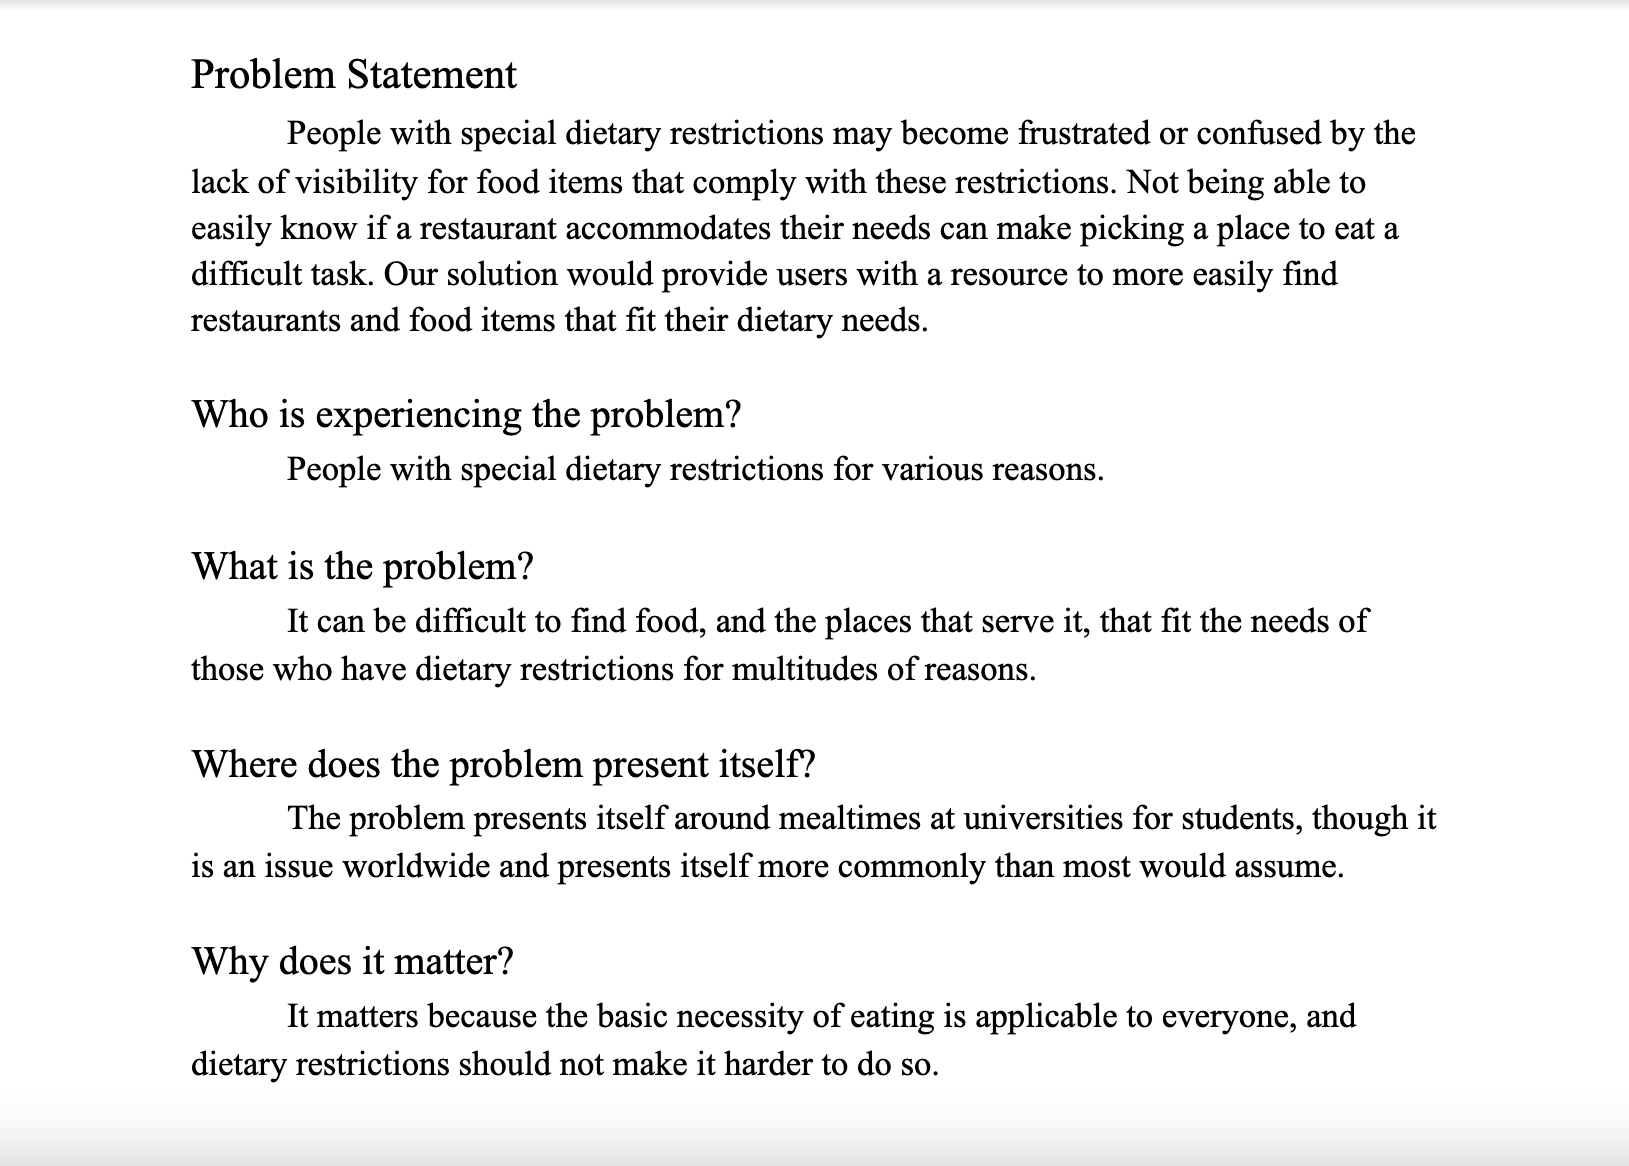 Problem Statement
People with special dietary restrictions may become frustrated or confused by the
lack of visibility for food items that comply with these restrictions. Not being able to
easily know if a restaurant accommodates their needs can make picking a place to eat a
difficult task. Our solution would provide users with a resource to more easily find
restaurants and food items that fit their dietary needs.
Who is experiencing the problem?
People with special dietary restrictions for various reasons.
What is the problem?
It can be difficult to find food, and the places that serve it, that fit the needs of
those who have dietary restrictions for multitudes of reasons.
Where does the problem present itself?
The problem presents itself around mealtimes at universities for students, though it
is an issue worldwide and presents itself more commonly than most would assume.
Why does it matter?
It matters because the basic necessity of eating is applicable to everyone, and
dietary restrictions should not make it harder to do so.